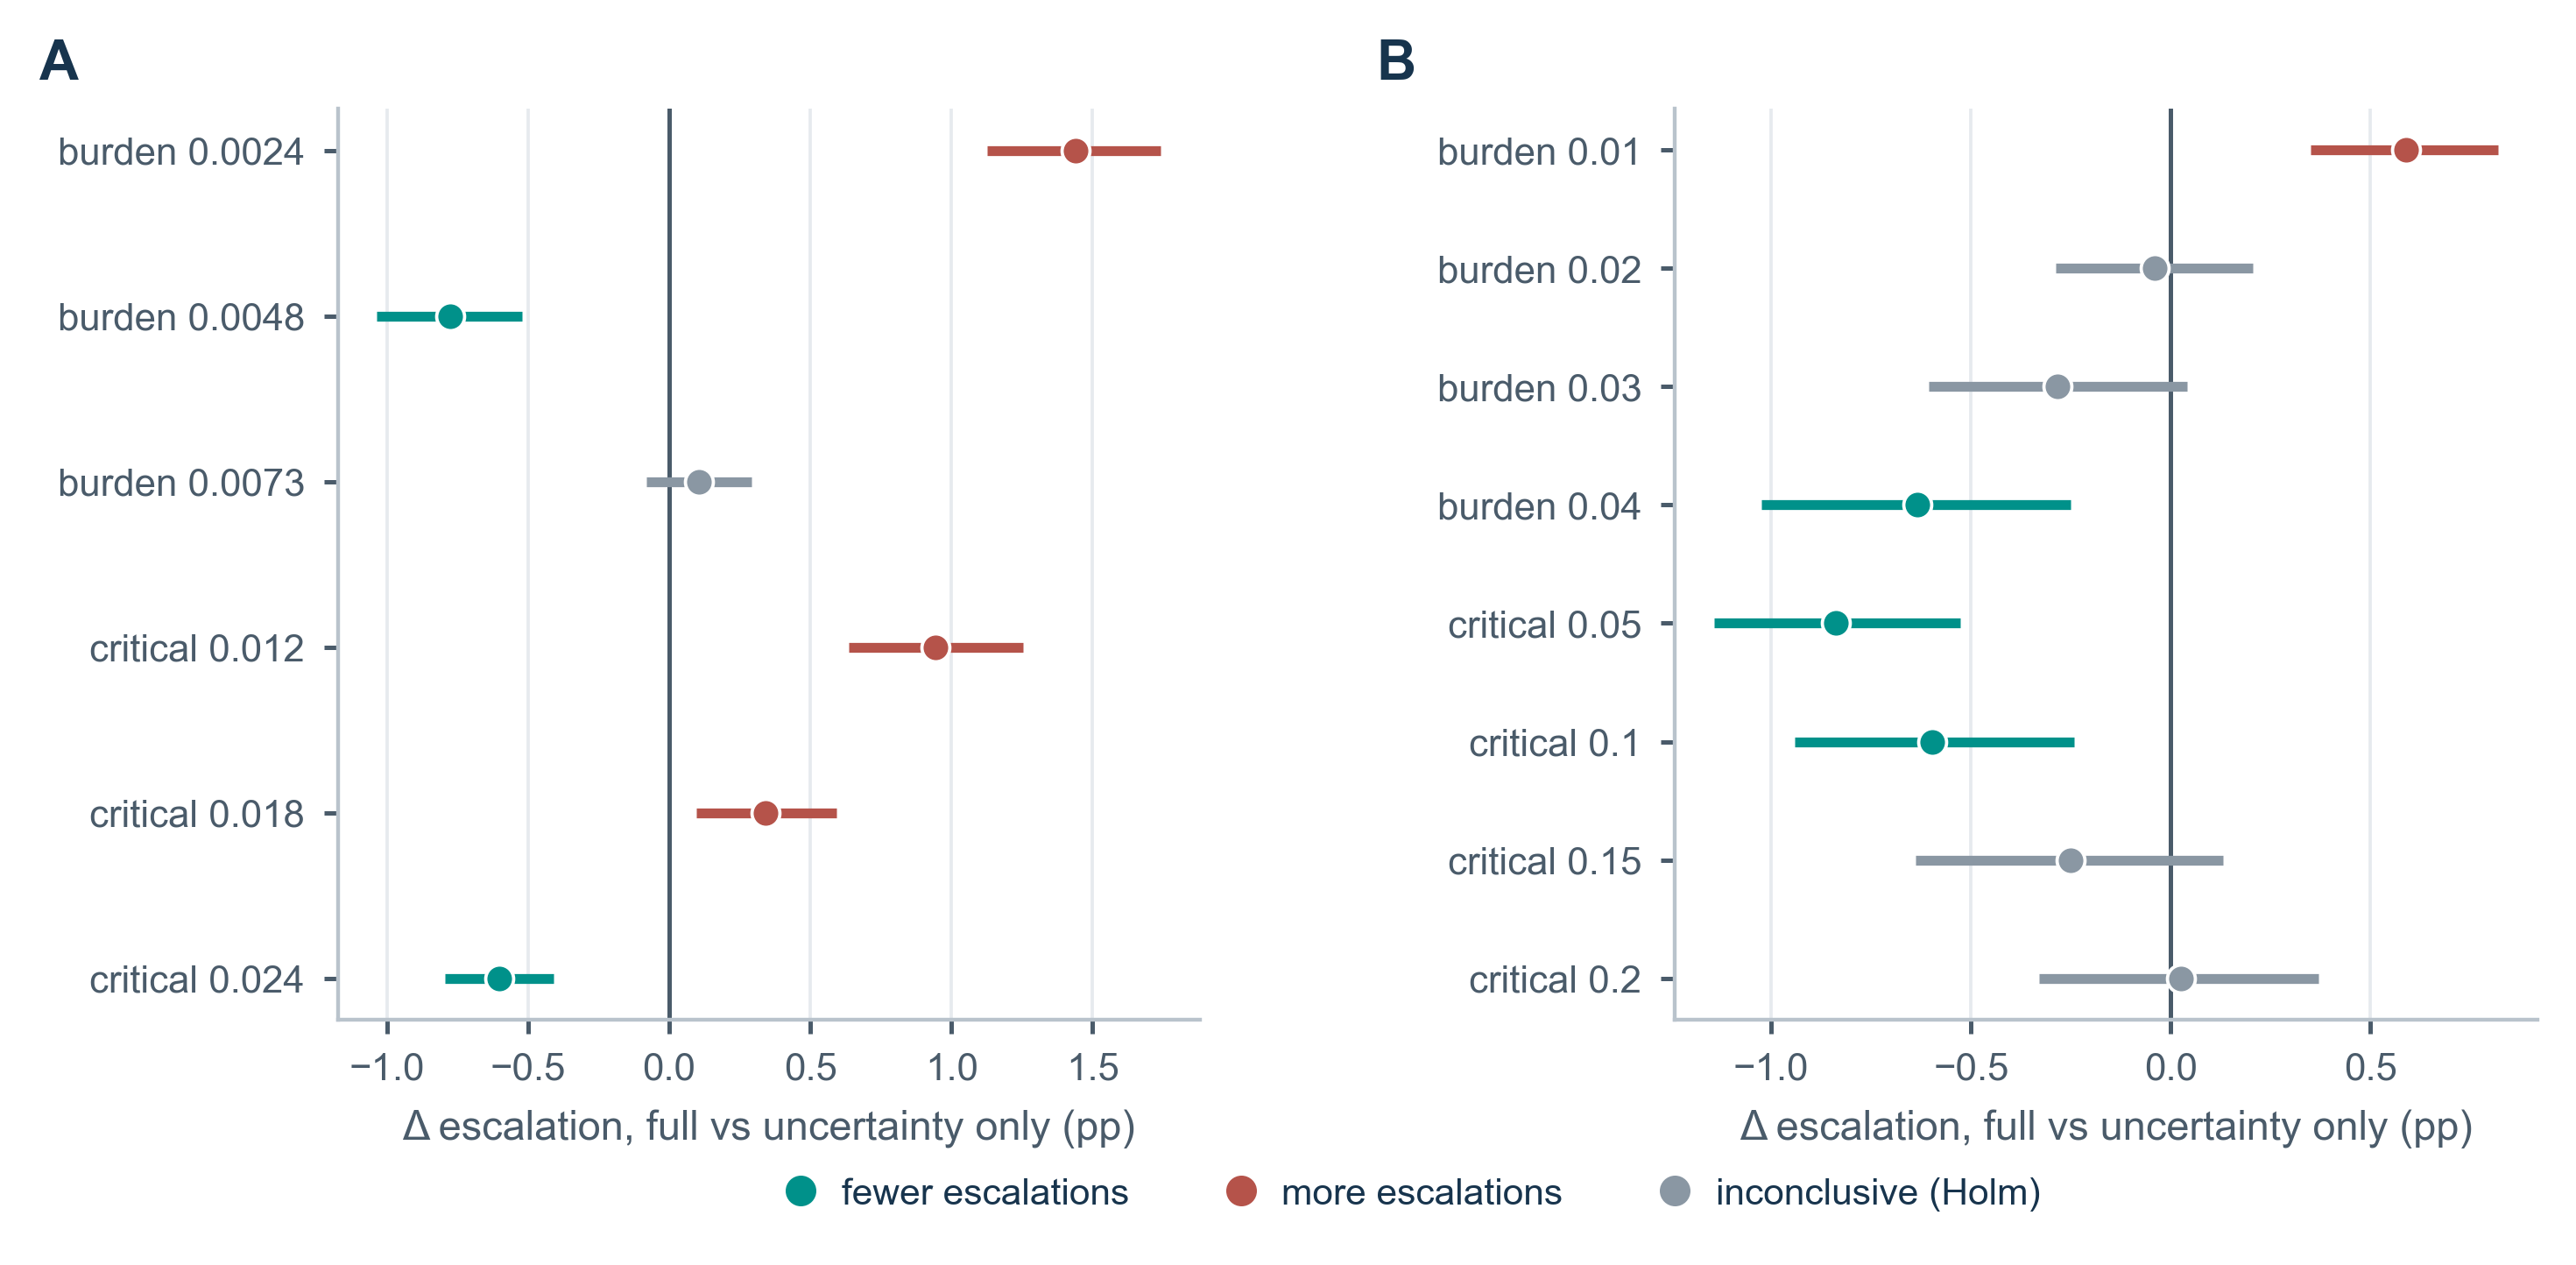 A
burden 0.0024
burden 0.0048
burden 0.0073
critical 0.012
critical 0.018
critical 0.024
−1.0 −0.5 0.0 0.5 1.0 1.5
Δ escalation, full vs uncertainty only (pp)
B
burden 0.01
burden 0.02
burden 0.03
burden 0.04
critical 0.05
critical 0.1
critical 0.15
critical 0.2
−1.0 −0.5 0.0 0.5
Δ escalation, full vs uncertainty only (pp)
fewer escalations more escalations inconclusive (Holm)